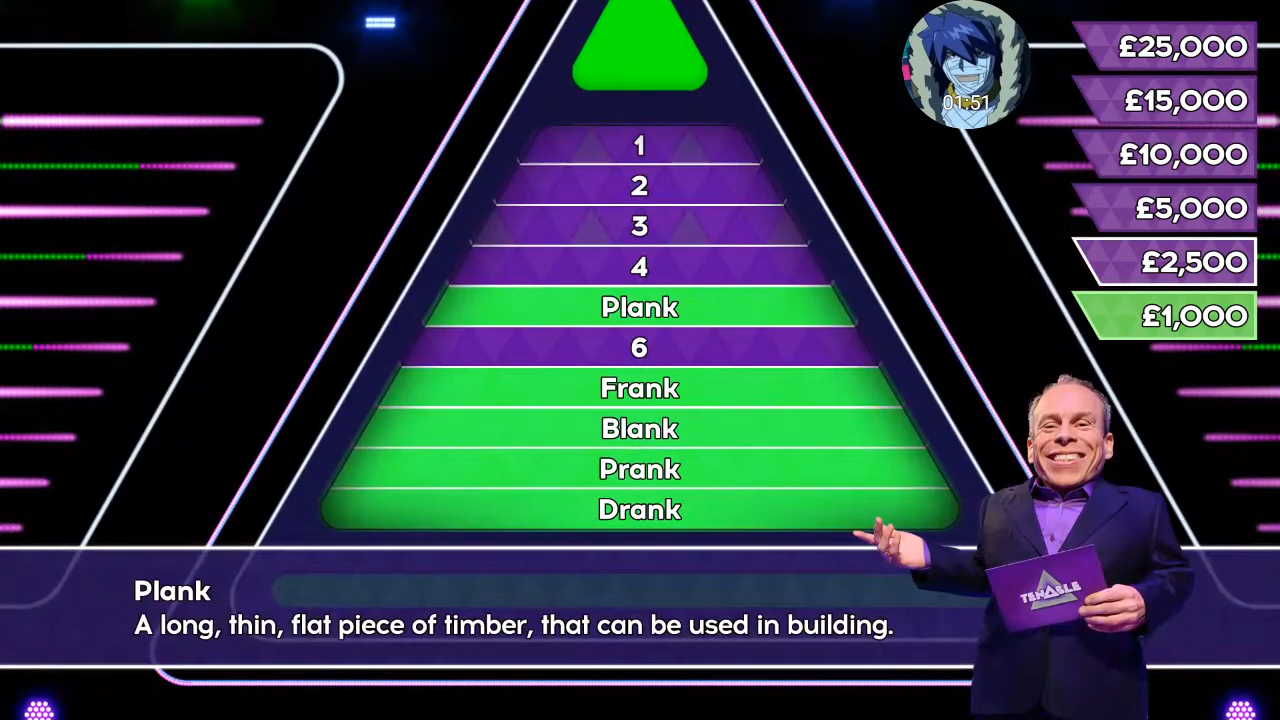 01:51
£25,000
£15,000
£10,000
£5,000
£2,500
£1,000
1
2
3
4
Plank
6
Frank
Blank
Prank
Drank
Plank
A long, thin, flat piece of timber, that can be used in building.
TENABLE